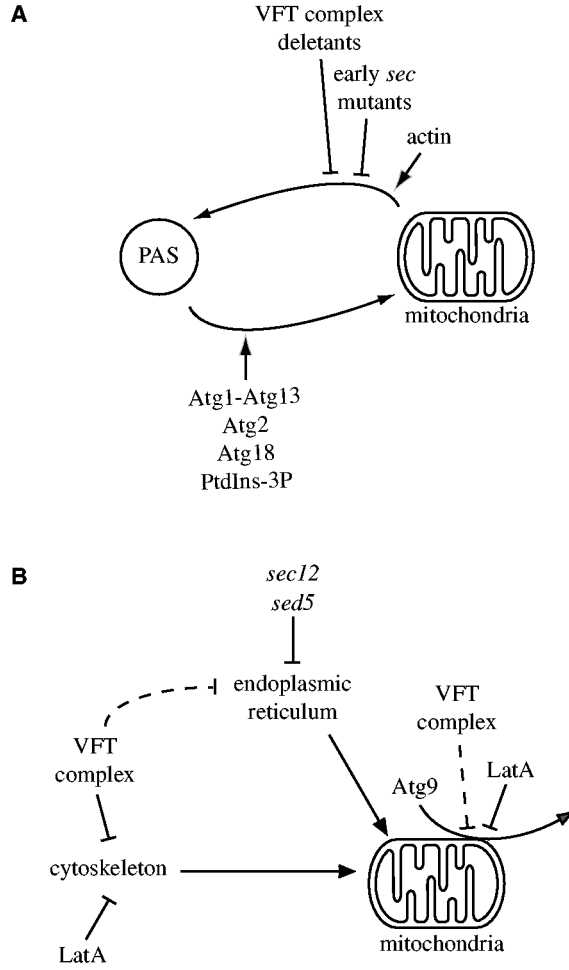 A
VFT complex
deletants
early sec
mutants
actin
PAS
mitochondria
Atg1-Atg13
Atg2
Atg18
PtdIns-3P
B
sec12
sed5
endoplasmic
reticulum
VFT
complex
VFT
complex
LatA
Atg9
cytoskeleton
LatA
mitochondria